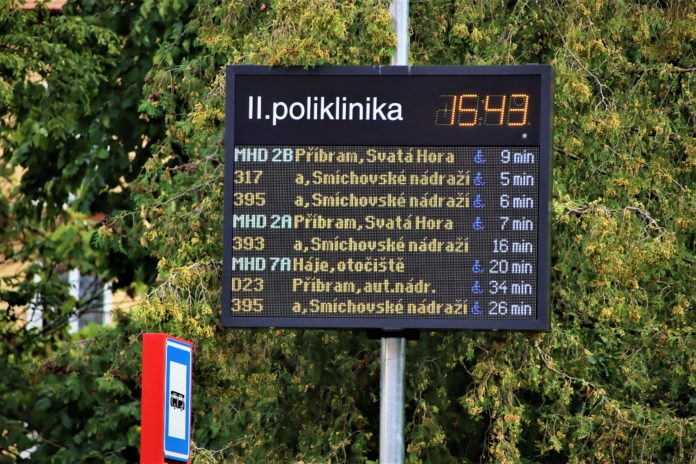 II.poliklinika 15:43
MHD 2B Příbram,Svatá Hora 9 min
317 a,Smíchovské nádraží 5 min
395 a,Smíchovské nádraží 6 min
MHD 2A Příbram,Svatá Hora 7 min
393 a,Smíchovské nádraží 16 min
MHD 7A Háje,otočiště 20 min
D23 Příbram,aut.nádr. 34 min
395 a,Smíchovské nádraží 26 min